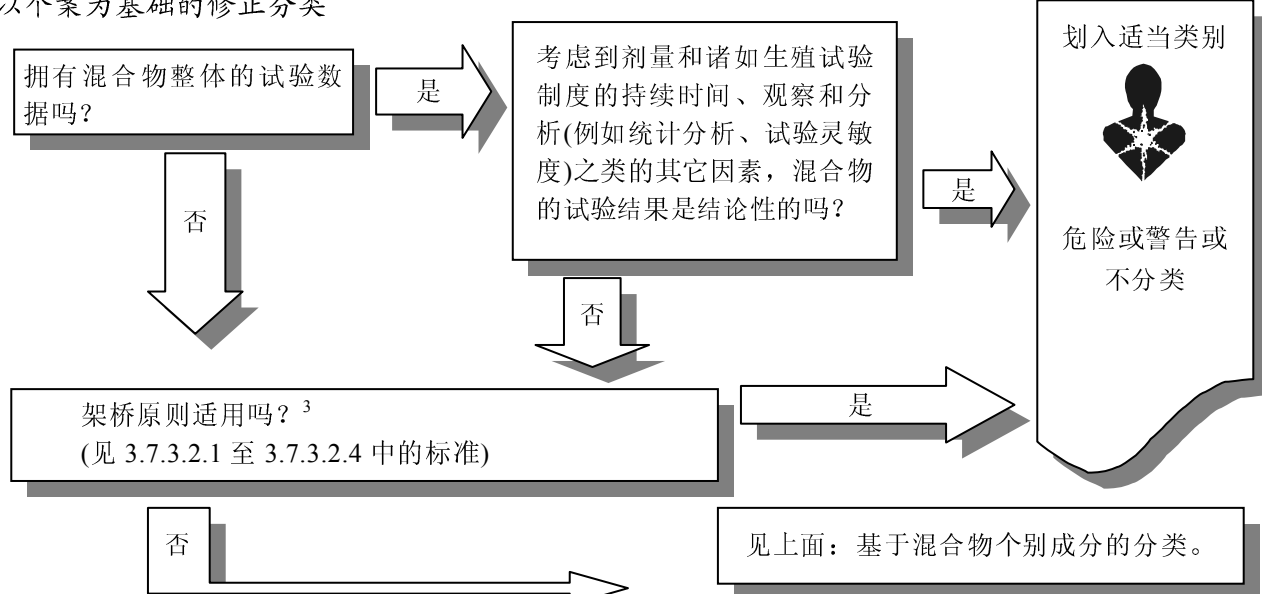 以个案为基础的修正分类
拥有混合物整体的试验数
据吗？
是
考虑到剂量和诸如生殖试验
制度的持续时间、观察和分
析(例如统计分析、试验灵敏
度)之类的其它因素，混合物
的试验结果是结论性的吗？
是
划入适当类别
危险或警告或
不分类
否
否
架桥原则适用吗？3
(见 3.7.3.2.1 至 3.7.3.2.4 中的标准)
是
否
见上面：基于混合物个别成分的分类。